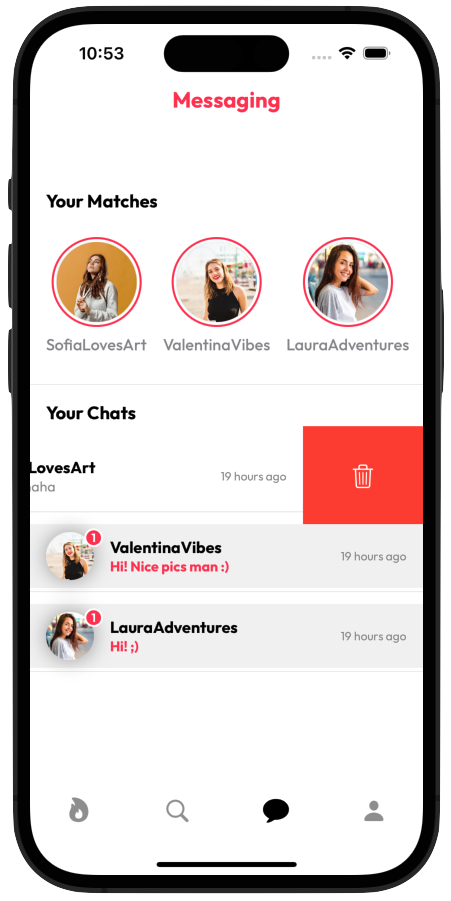 10:53
Messaging
Your Matches
SofiaLovesArt ValentinaVibes LauraAdventures
Your Chats
LovesArt
19 hours ago
aha
1
ValentinaVibes
19 hours ago
Hi! Nice pics man :)
1
LauraAdventures
19 hours ago
Hi! ;)